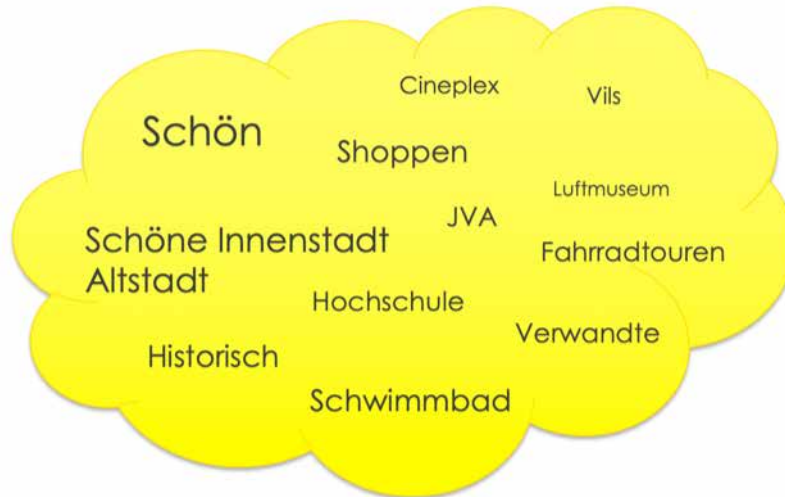 Cineplex
Vils
Schön
Shoppen
Luftmuseum
JVA
Schöne Innenstadt
Altstadt
Fahrradtouren
Hochschule
Verwandte
Historisch
Schwimmbad